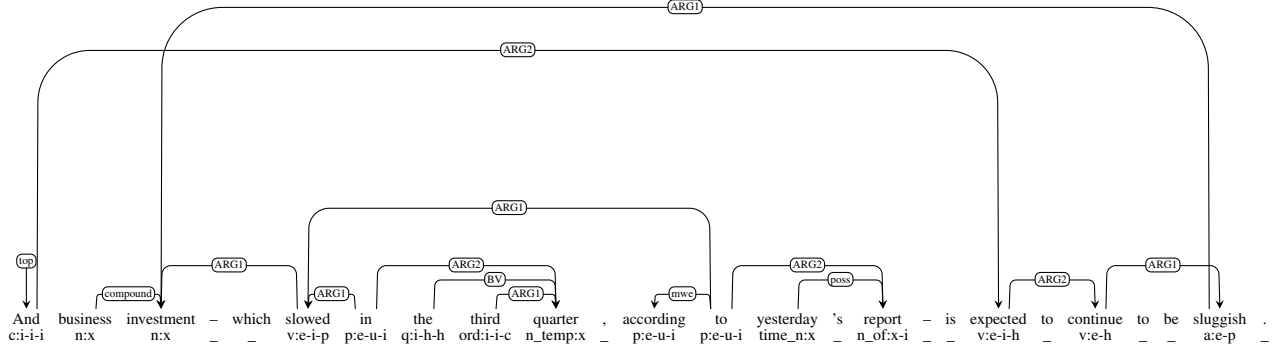 ARG1
ARG2
ARG1
top ARG1 ARG2 ARG2
BV poss ARG2 ARG1
compound ARG1 ARG1 mwe
And business investment – which slowed in the third quarter , according to yesterday 's report – is expected to continue to be sluggish .
c:i-i-i n:x n:x _ _ v:e-i-p p:e-u-i q:i-h-h ord:i-i-c n_temp:x _ p:e-u-i p:e-u-i time_n:x _ n_of:x-i _ _ v:e-i-h _ v:e-h _ _ a:e-p _